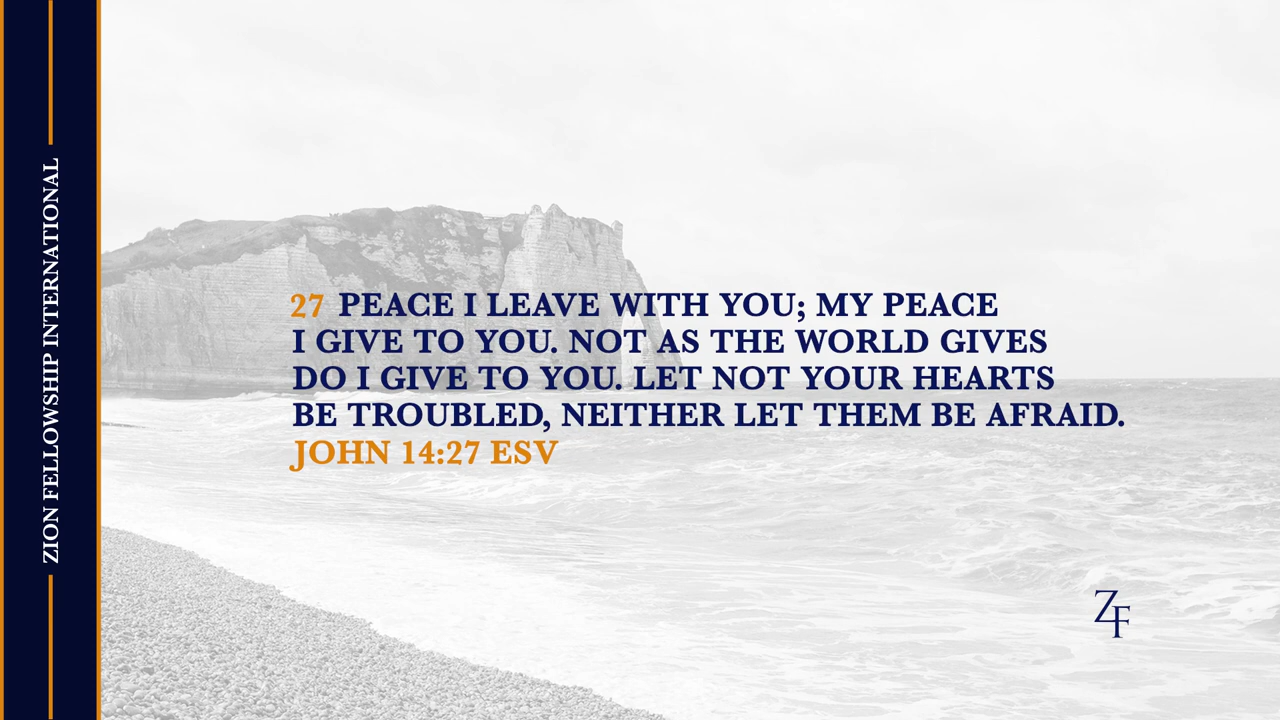 ZION FELLOWSHIP INTERNATIONAL
27 PEACE I LEAVE WITH YOU; MY PEACE
I GIVE TO YOU. NOT AS THE WORLD GIVES
DO I GIVE TO YOU. LET NOT YOUR HEARTS
BE TROUBLED, NEITHER LET THEM BE AFRAID.
JOHN 14:27 ESV
ZF